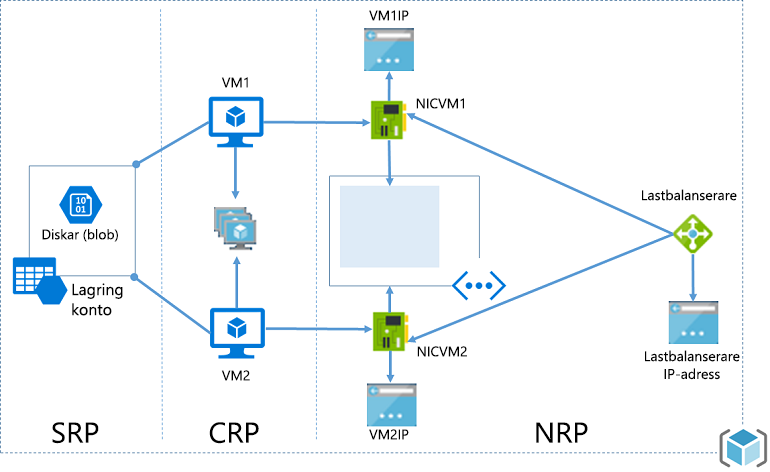 VM1IP
VM1
NICVM1
Lastbalanserare
10
01
Diskar (blob)
Lagring
konto
NICVM2
VM2
Lastbalanserare
IP-adress
VM2IP
SRP
CRP
NRP